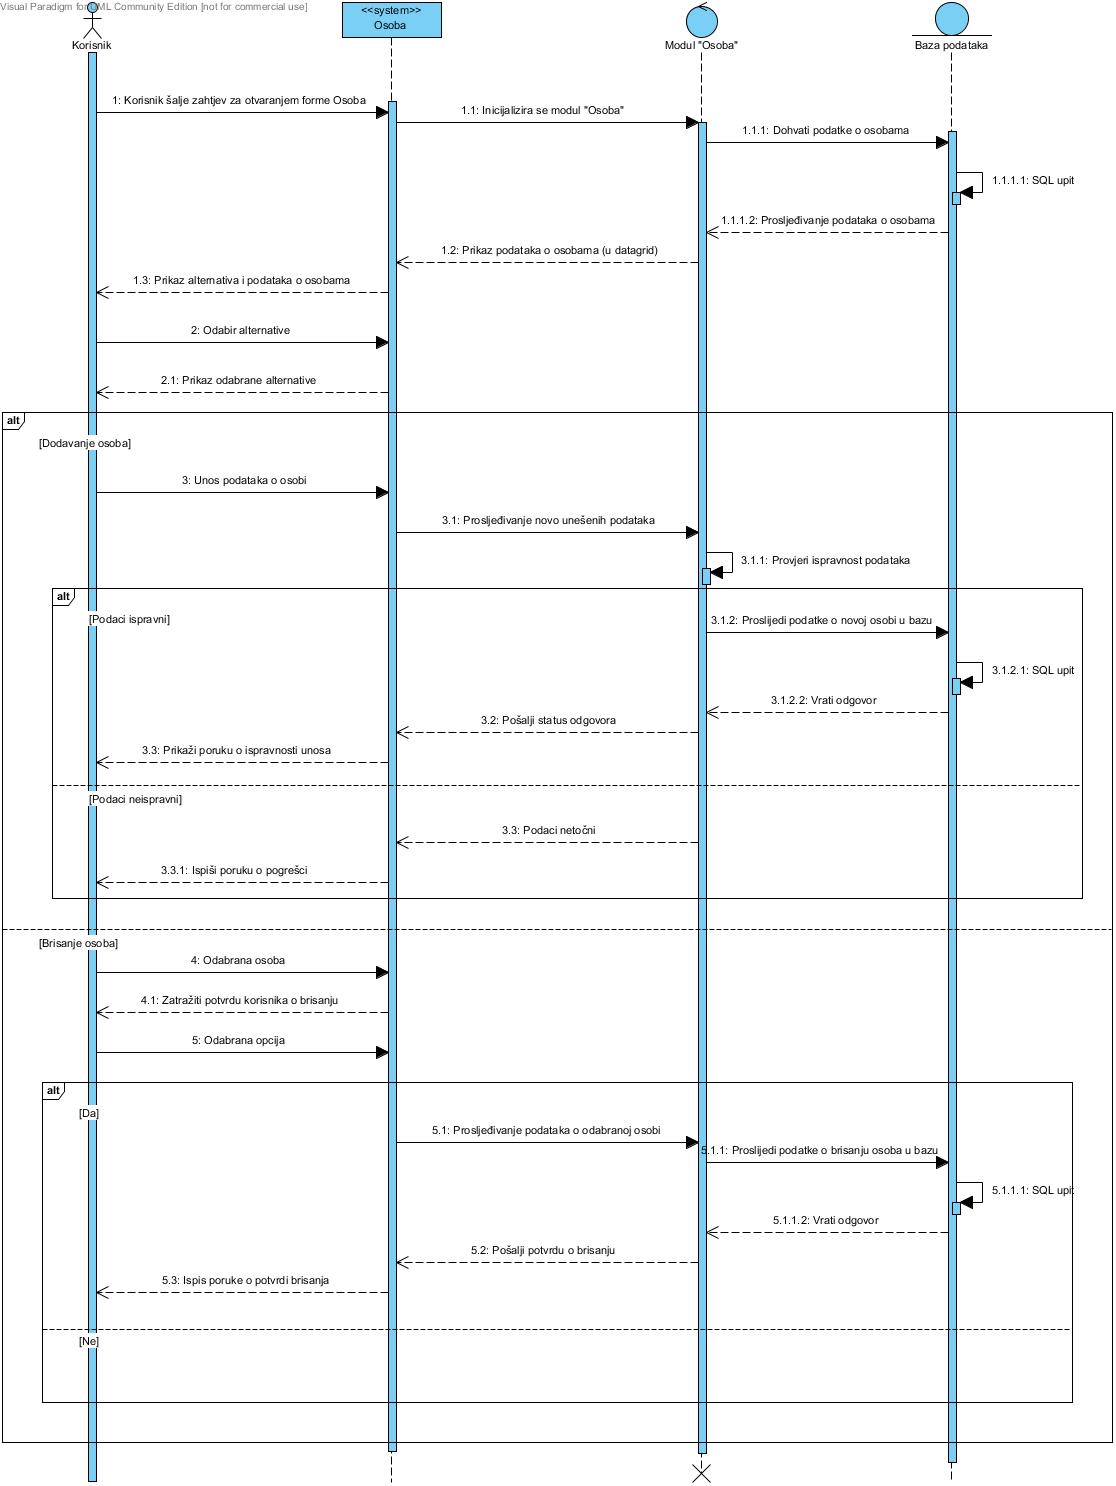 Visual Paradigm for UML Community Edition [not for commercial use]
<<system>>
Osoba
Korisnik
Modul "Osoba"
Baza podataka
1: Korisnik šalje zahtjev za otvaranjem forme Osoba
1.1: Inicijalizira se modul "Osoba"
1.1.1: Dohvati podatke o osobama
1.1.1.1: SQL upit
1.1.1.2: Prosljeđivanje podataka o osobama
1.2: Prikaz podataka o osobama (u datagrid)
1.3: Prikaz alternativa i podataka o osobama
2: Odabir alternative
2.1: Prikaz odabrane alternative
alt
[Dodavanje osoba]
3: Unos podataka o osobi
3.1: Prosljeđivanje novo unešenih podataka
3.1.1: Provjeri ispravnost podataka
alt
[Podaci ispravni]
3.1.2: Proslijedi podatke o novoj osobi u bazu
3.1.2.1: SQL upit
3.1.2.2: Vrati odgovor
3.2: Pošalji status odgovora
3.3: Prikaži poruku o ispravnosti unosa
[Podaci neispravni]
3.3: Podaci netočni
3.3.1: Ispiši poruku o pogrešci
[Brisanje osoba]
4: Odabrana osoba
4.1: Zatražiti potvrdu korisnika o brisanju
5: Odabrana opcija
alt
[Da]
5.1: Prosljeđivanje podataka o odabranoj osobi
5.1.1: Proslijedi podatke o brisanju osoba u bazu
5.1.1.1: SQL upit
5.1.1.2: Vrati odgovor
5.2: Pošalji potvrdu o brisanju
5.3: Ispis poruke o potvrdi brisanja
[Ne]